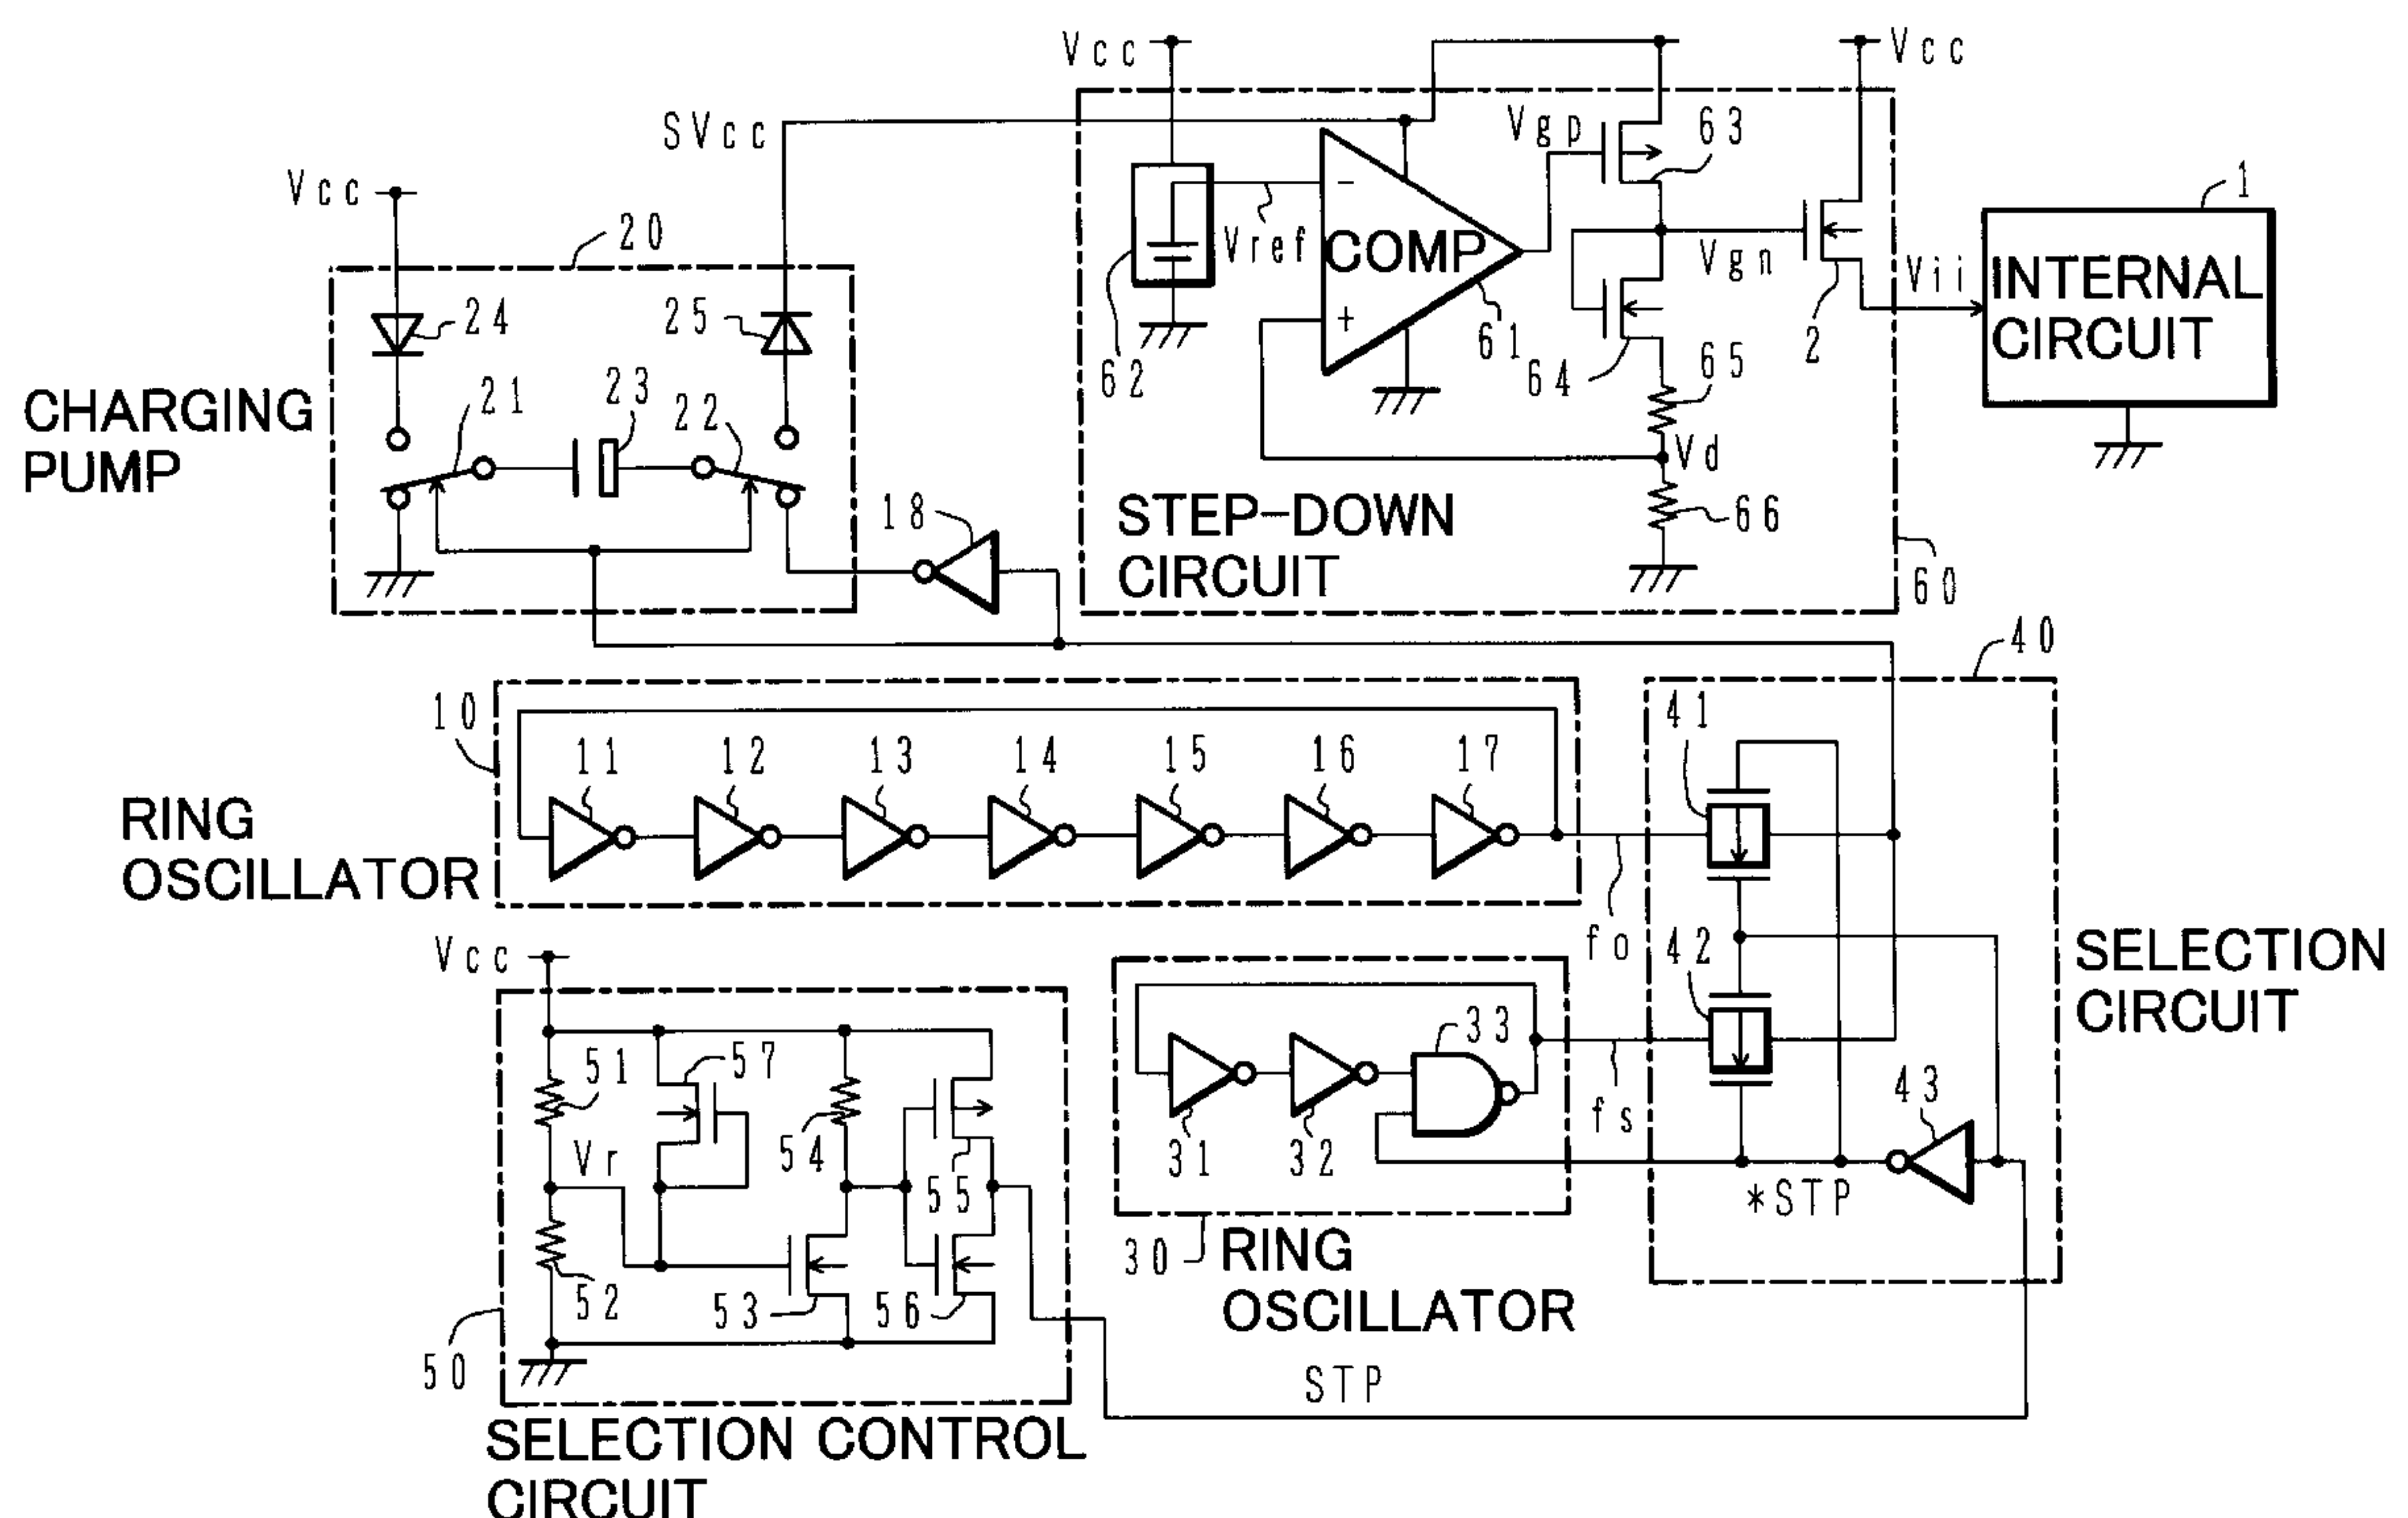 Vcc
Vcc
SVcc
Vgp
63
Vcc
20
Vref
COMP
Vgn
Vii
1
INTERNAL
CIRCUIT
24
25
62
61
64
65
2
CHARGING
PUMP
21
23
22
Vd
18
STEP-DOWN
CIRCUIT
66
60
40
10
11
12
13
14
15
16
17
41
RING
OSCILLATOR
fo
42
SELECTION
CIRCUIT
Vcc
51
57
54
33
43
fs
Vr
31
32
55
*STP
52
53
56
30
RING
OSCILLATOR
50
STP
SELECTION CONTROL
CIRCUIT